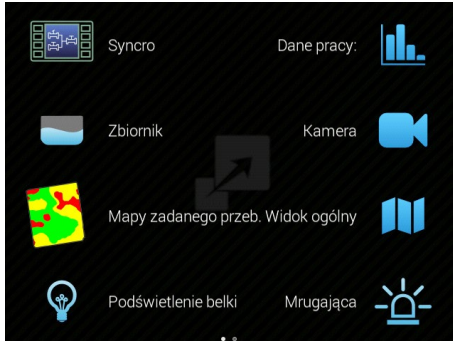 Syncro Dane pracy:
Zbiornik Kamera
Mapy zadanego przeb. Widok ogólny
Podświetlenie belki Mrugająca